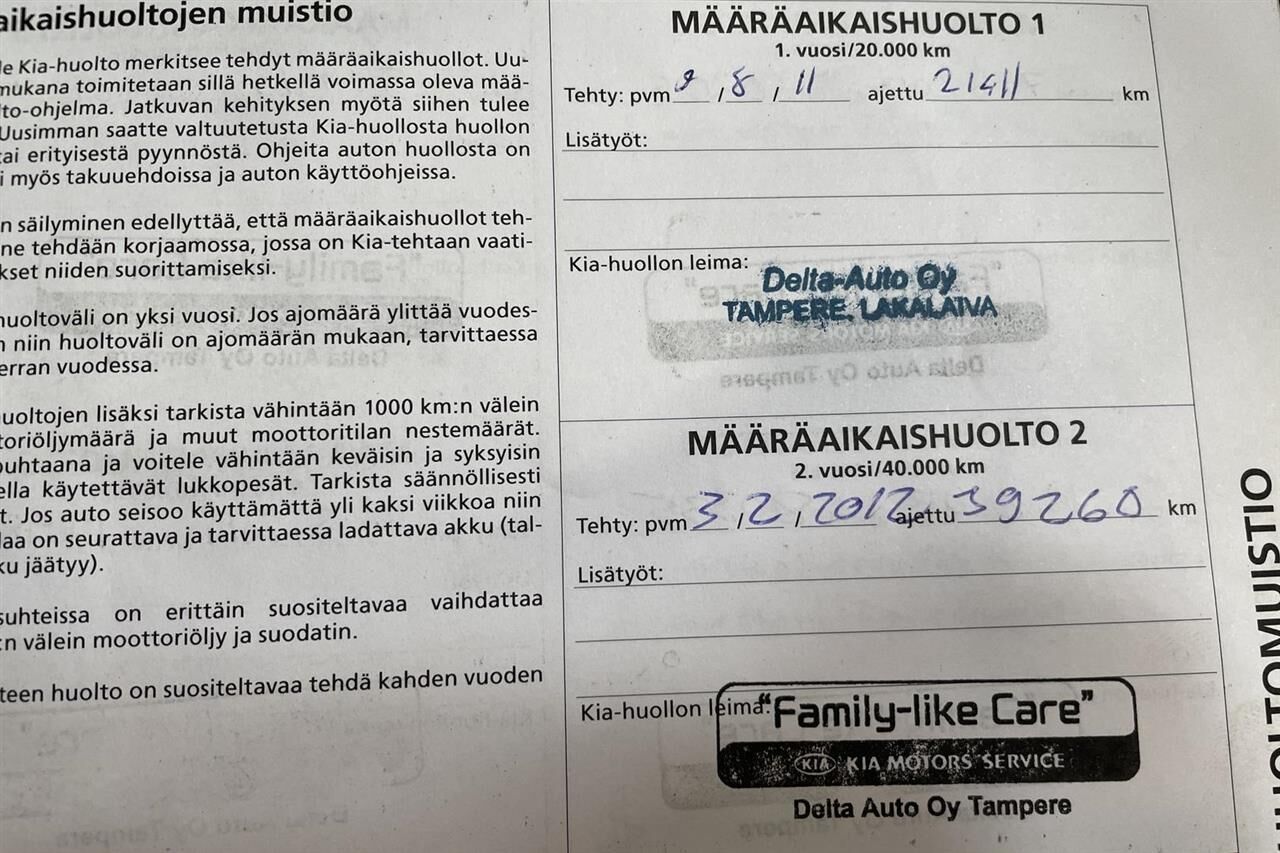 aikaishuoltojen muistio
le Kia-huolto merkitsee tehdyt määräaikaishuollot. Uu-
mukana toimitetaan sillä hetkellä voimassa oleva mää-
lto-ohjelma. Jatkuvan kehityksen myötä siihen tulee
Uusimman saatte valtuutetusta Kia-huollosta huollon
tai erityisestä pyynnöstä. Ohjeita auton huollosta on
i myös takuuehdoissa ja auton käyttöohjeissa.
n säilyminen edellyttää, että määräaikaishuollot teh-
ne tehdään korjaamossa, jossa on Kia-tehtaan vaati-
kset niiden suorittamiseksi.
huoltoväli on yksi vuosi. Jos ajomäärä ylittää vuodes-
n niin huoltoväli on ajomäärän mukaan, tarvittaessa
erran vuodessa.
huoltojen lisäksi tarkista vähintään 1000 km:n välein
toriöljymäärä ja muut moottoritilan nestemäärät.
puhtaana ja voitele vähintään keväisin ja syksyisin
ella käytettävät lukkopesät. Tarkista säännöllisesti
t. Jos auto seisoo käyttämättä yli kaksi viikkoa niin
laa on seurattava ja tarvittaessa ladattava akku (tal-
ku jäätyy).
suhteissa on erittäin suositeltavaa vaihdattaa
:n välein moottoriöljy ja suodatin.
teen huolto on suositeltavaa tehdä kahden vuoden
MÄÄRÄAIKAISHUOLTO 1
1. vuosi/20.000 km
Tehty: pvm / 8 / 11 ajettu 21411 km
Lisätyöt:
Kia-huollon leima:
Delta-Auto Oy
TAMPERE, LAKALAIVA
MÄÄRÄAIKAISHUOLTO 2
2. vuosi/40.000 km
Tehty: pvm 3 / 2 / 2012 ajettu 39260 km
Lisätyöt:
Kia-huollon leima:
"Family-like Care"
KIA KIA MOTORS SERVICE
Delta Auto Oy Tampere
HUOLTOMUISTIO